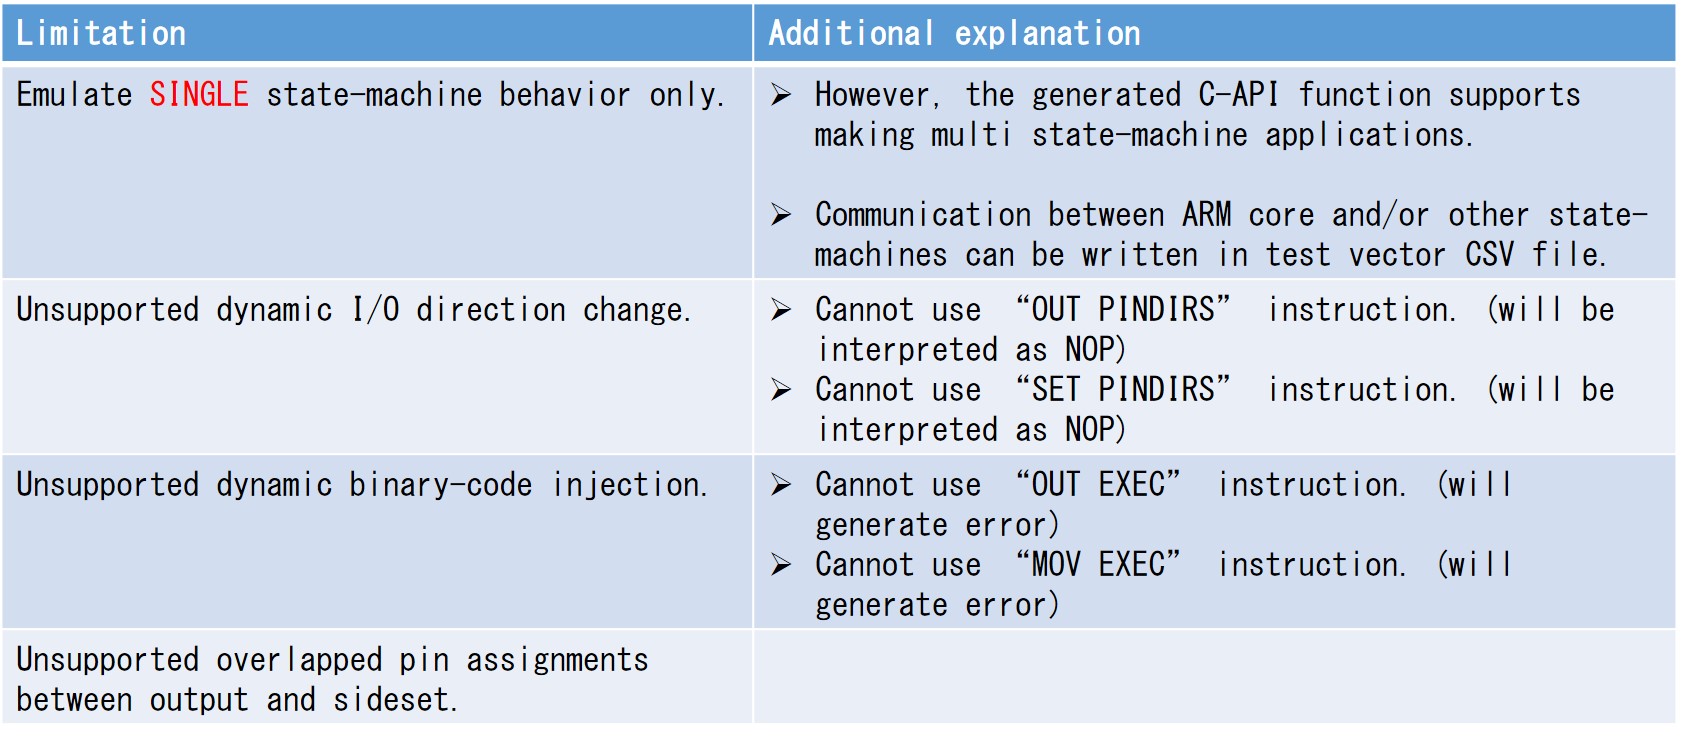 Limitation
Additional explanation
Emulate SINGLE state-machine behavior only.
➢ However, the generated C-API function supports
making multi state-machine applications.
➢ Communication between ARM core and/or other state-
machines can be written in test vector CSV file.
Unsupported dynamic I/O direction change.
➢ Cannot use “OUT PINDIRS” instruction. (will be
interpreted as NOP)
➢ Cannot use “SET PINDIRS” instruction. (will be
interpreted as NOP)
Unsupported dynamic binary-code injection.
➢ Cannot use “OUT EXEC” instruction. (will
generate error)
➢ Cannot use “MOV EXEC” instruction. (will
generate error)
Unsupported overlapped pin assignments
between output and sideset.